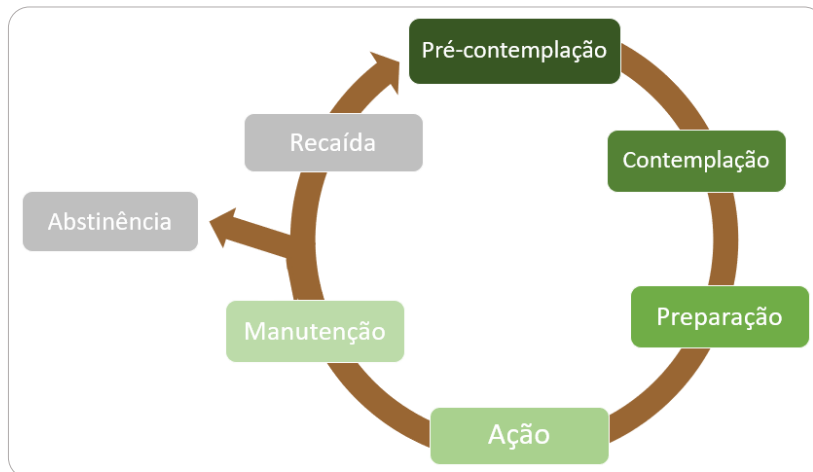 Pré-contemplação
Contemplação
Preparação
Ação
Manutenção
Abstinência
Recaída